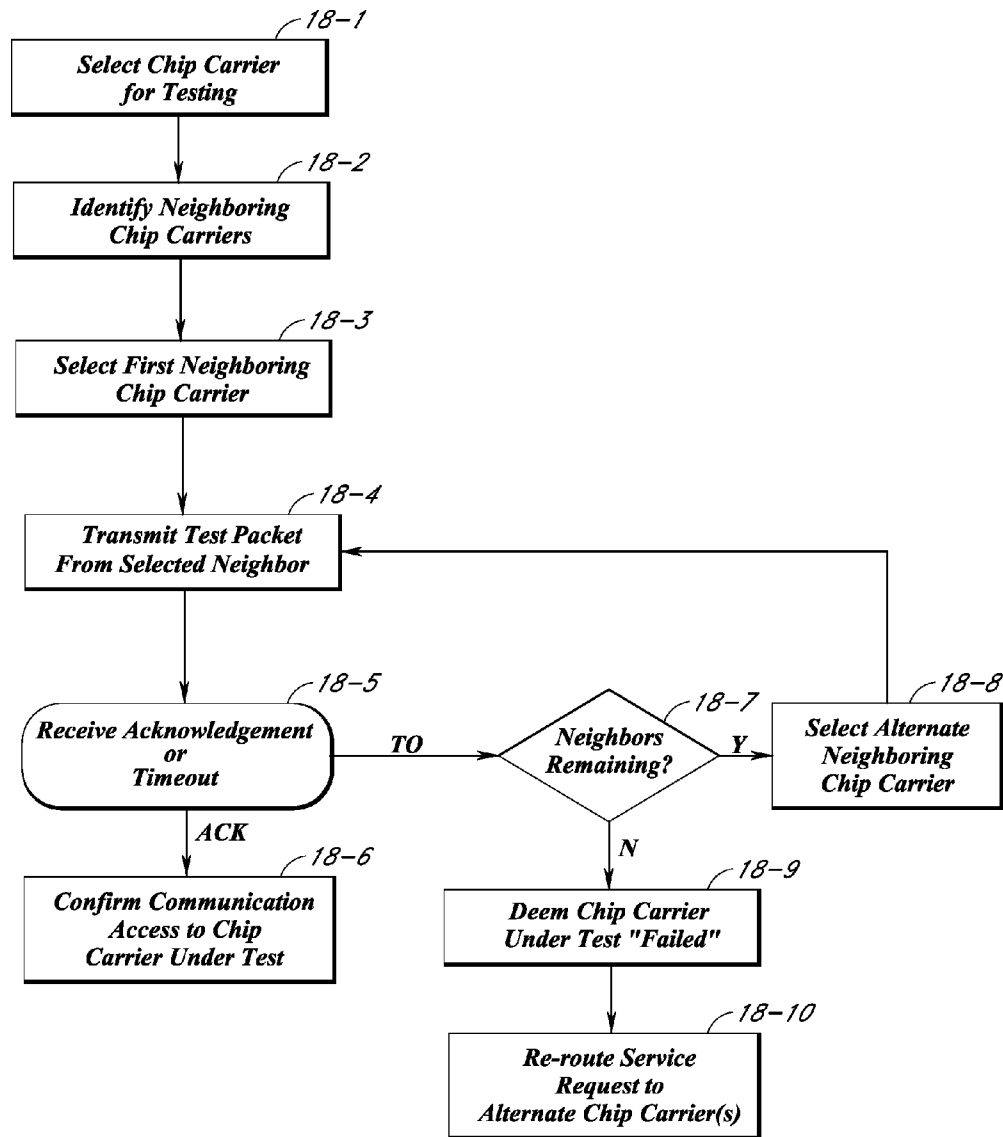 18-1
Select Chip Carrier
for Testing
18-2
Identify Neighboring
Chip Carriers
18-3
Select First Neighboring
Chip Carrier
18-4
Transmit Test Packet
From Selected Neighbor
18-5
Receive Acknowledgement
or
Timeout
TO
18-7
Neighbors
Remaining?
Y
18-8
Select Alternate
Neighboring
Chip Carrier
ACK
18-6
Confirm Communication
Access to Chip
Carrier Under Test
N
18-9
Deem Chip Carrier
Under Test "Failed"
18-10
Re-route Service
Request to
Alternate Chip Carrier(s)